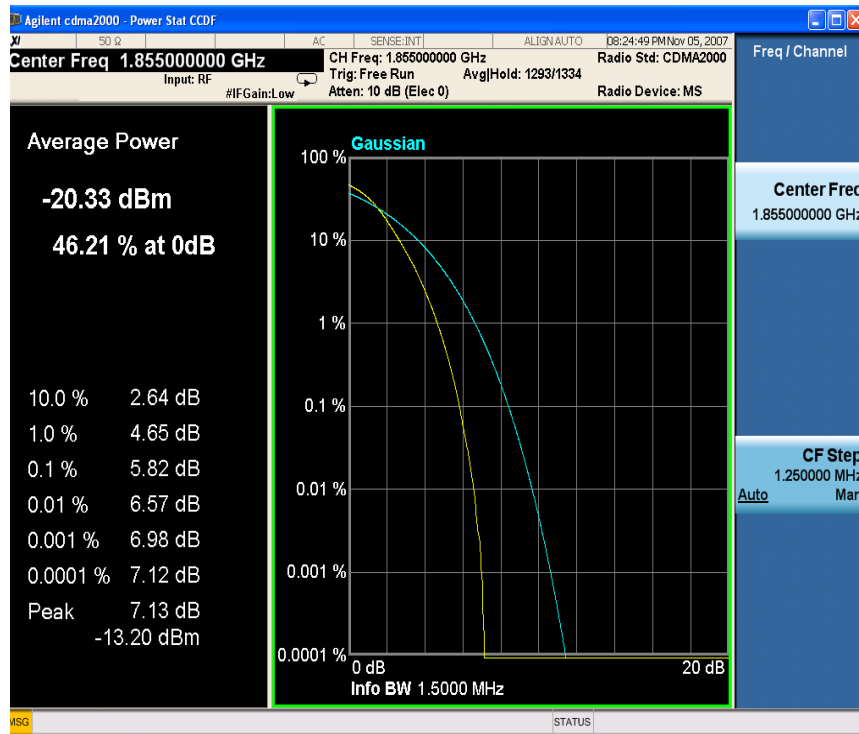 Agilent cdma2000 - Power Stat CCDF
50 Ω AC SENSE:INT ALIGN AUTO 08:24:49 PM Nov 05, 2007
Center Freq 1.855000000 GHz
Input: RF
#IFGain:Low
CH Freq: 1.855000000 GHz
Trig: Free Run Avg|Hold: 1293/1334
Atten: 10 dB (Elec 0)
Radio Std: CDMA2000
Radio Device: MS
Freq / Channel
Average Power
-20.33 dBm
46.21 % at 0dB
10.0 % 2.64 dB
1.0 % 4.65 dB
0.1 % 5.82 dB
0.01 % 6.57 dB
0.001 % 6.98 dB
0.0001 % 7.12 dB
Peak 7.13 dB
-13.20 dBm
Gaussian
100 %
10 %
1 %
0.1 %
0.01 %
0.001 %
0.0001 %
0 dB 20 dB
Info BW 1.5000 MHz
Center Freq
1.855000000 GHz
CF Step
1.250000 MHz
Auto Man
MSG STATUS